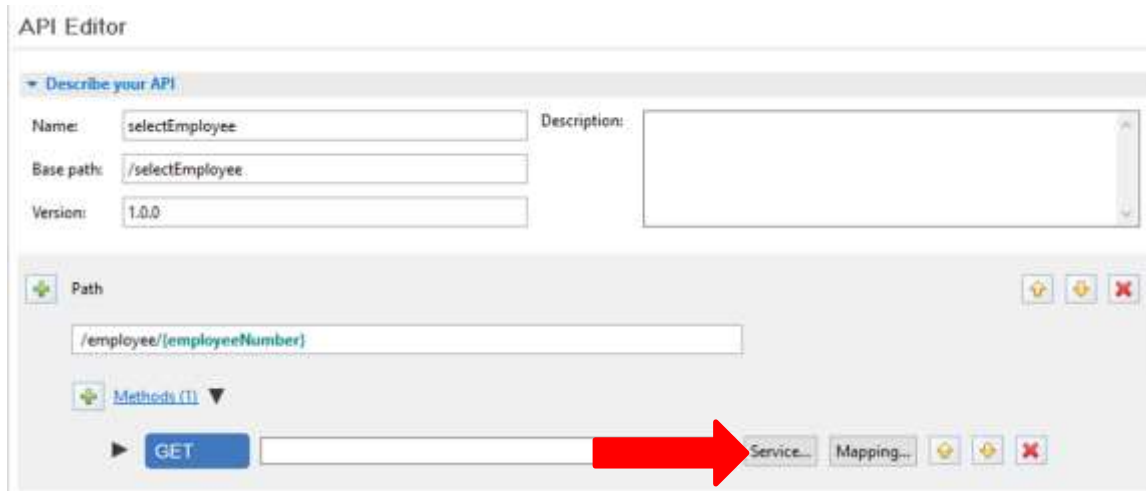 API Editor
Describe your API
Name: selectEmployee Description:
Base path: /selectEmployee
Version: 1.0.0
Path
/employee/{employeeNumber}
Methods (1)
GET Service... Mapping...